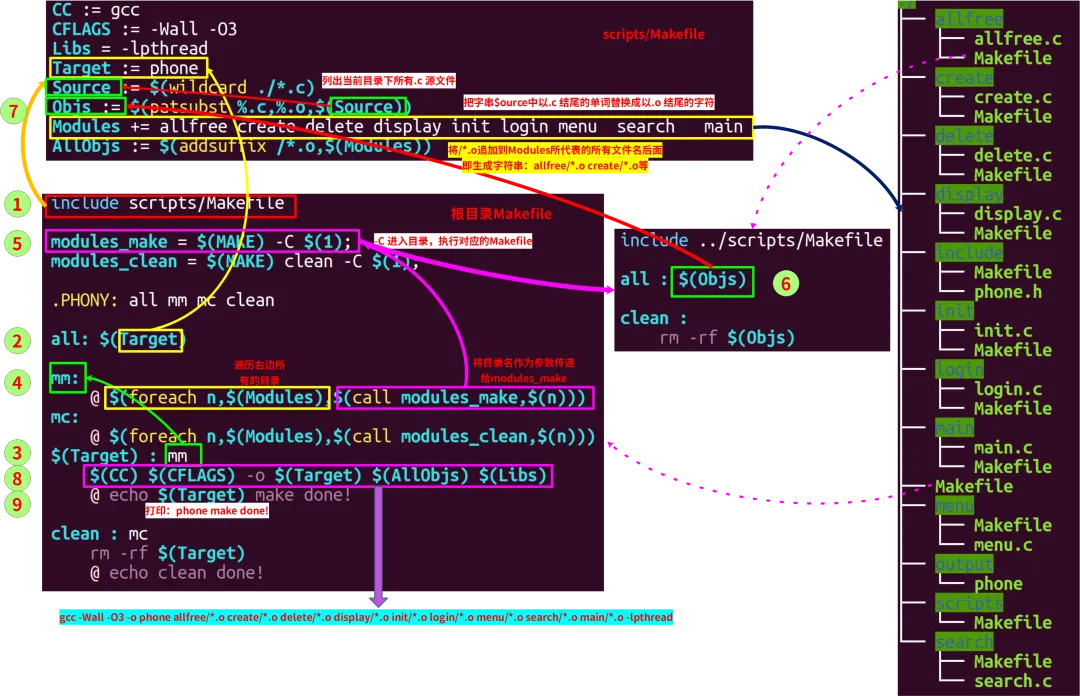 CC := gcc
CFLAGS := -Wall -O3
Libs = -lpthread
Target := phone
Source := $(wildcard ./*.c)
Objs := $(patsubst %.c,%.o,$(Source))
Modules += allfree create delete display init login menu search main
AllObjs := $(addsuffix /*.o,$(Modules))
scripts/Makefile
列出当前目录下所有.c 源文件
把字串$ource中以.c 结尾的单词替换成以.o 结尾的字符
将/*.o追加到Modules所代表的所有文件名后面
即生成字符串：allfree/*.o create/*.o等
7
1
include scripts/Makefile
根目录Makefile
5
modules_make = $(MAKE) -C $(1);
-C 进入目录，执行对应的Makefile
modules_clean = $(MAKE) clean -C $(1);
.PHONY: all mm mc clean
2
all: $(Target)
遍历右边所
有的目录
将目录名作为参数传递
给modules_make
4
mm:
@ $(foreach n,$(Modules),$(call modules_make,$(n)))
mc:
@ $(foreach n,$(Modules),$(call modules_clean,$(n)))
3
$(Target) : mm
8
$(CC) $(CFLAGS) -o $(Target) $(AllObjs) $(Libs)
9
@ echo $(Target) make done!
打印：phone make done!
clean : mc
rm -rf $(Target)
@ echo clean done!
gcc -Wall -O3 -o phone allfree/*.o create/*.o delete/*.o display/*.o init/*.o login/*.o menu/*.o search/*.o main/*.o -lpthread
include ../scripts/Makefile
all : $(Objs)
6
clean :
rm -rf $(Objs)
allfree
allfree.c
Makefile
create
create.c
Makefile
delete
delete.c
Makefile
display
display.c
Makefile
include
Makefile
phone.h
init
init.c
Makefile
login
login.c
Makefile
main
main.c
Makefile
Makefile
menu
Makefile
menu.c
output
phone
scripts
Makefile
search
Makefile
search.c